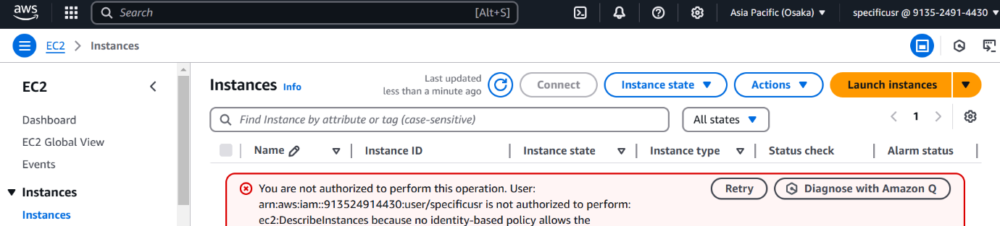 aws
Search [Alt+S]
Asia Pacific (Osaka) specificusr @ 9135-2491-4430
EC2 Instances
EC2
Dashboard
EC2 Global View
Events
Instances
Instances
Instances Info
Last updated
less than a minute ago
Connect Instance state Actions Launch instances
Find Instance by attribute or tag (case-sensitive) All states 1
Name Instance ID Instance state Instance type Status check Alarm status
You are not authorized to perform this operation. User:
arn:aws:iam::913524914430:user/specificusr is not authorized to perform:
ec2:DescribeInstances because no identity-based policy allows the
Retry Diagnose with Amazon Q